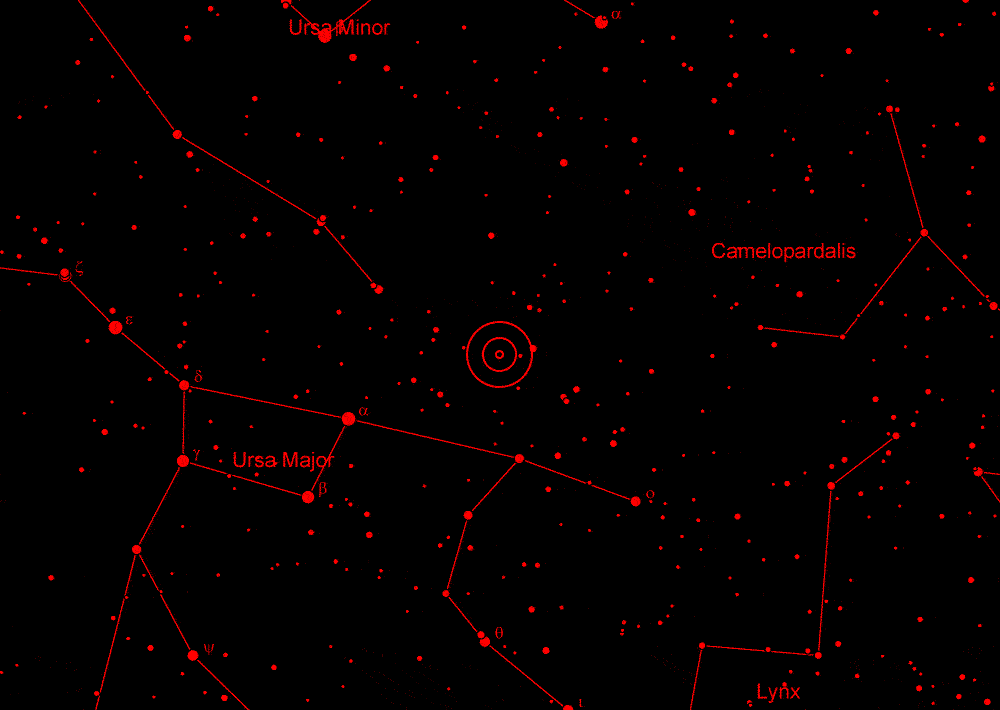 α
Ursa Minor
β
Camelopardalis
ζ
ε
δ
α
γ
Ursa Major
β
ο
θ
ψ
Lynx
ι